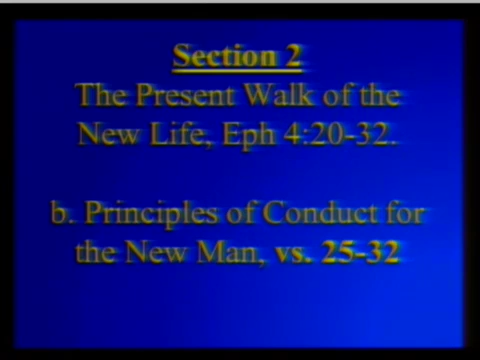 Section 2
The Present Walk of the
New Life, Eph 4:20-32.
b. Principles of Conduct for
the New Man, vs. 25-32